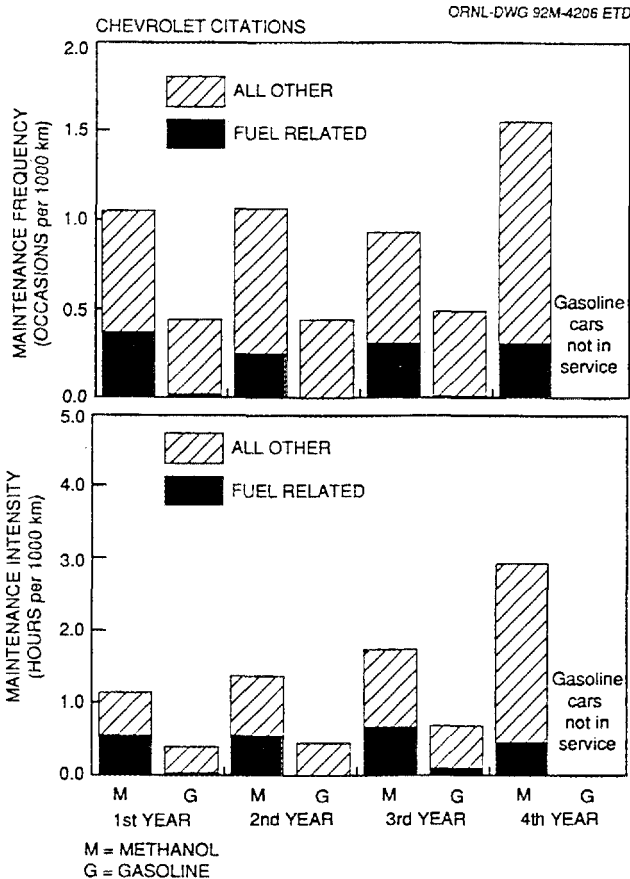 ORNL-DWG 92M-4206 ETD
CHEVROLET CITATIONS
MAINTENANCE FREQUENCY
(OCCASIONS per 1000 km)
2.0
1.5
1.0
0.5
0.0
ALL OTHER
FUEL RELATED
Gasoline
cars
not in
service
MAINTENANCE INTENSITY
(HOURS per 1000 km)
5.0
4.0
3.0
2.0
1.0
0.0
ALL OTHER
FUEL RELATED
Gasoline
cars
not in
service
M G M G M G M G
1st YEAR 2nd YEAR 3rd YEAR 4th YEAR
M = METHANOL
G = GASOLINE